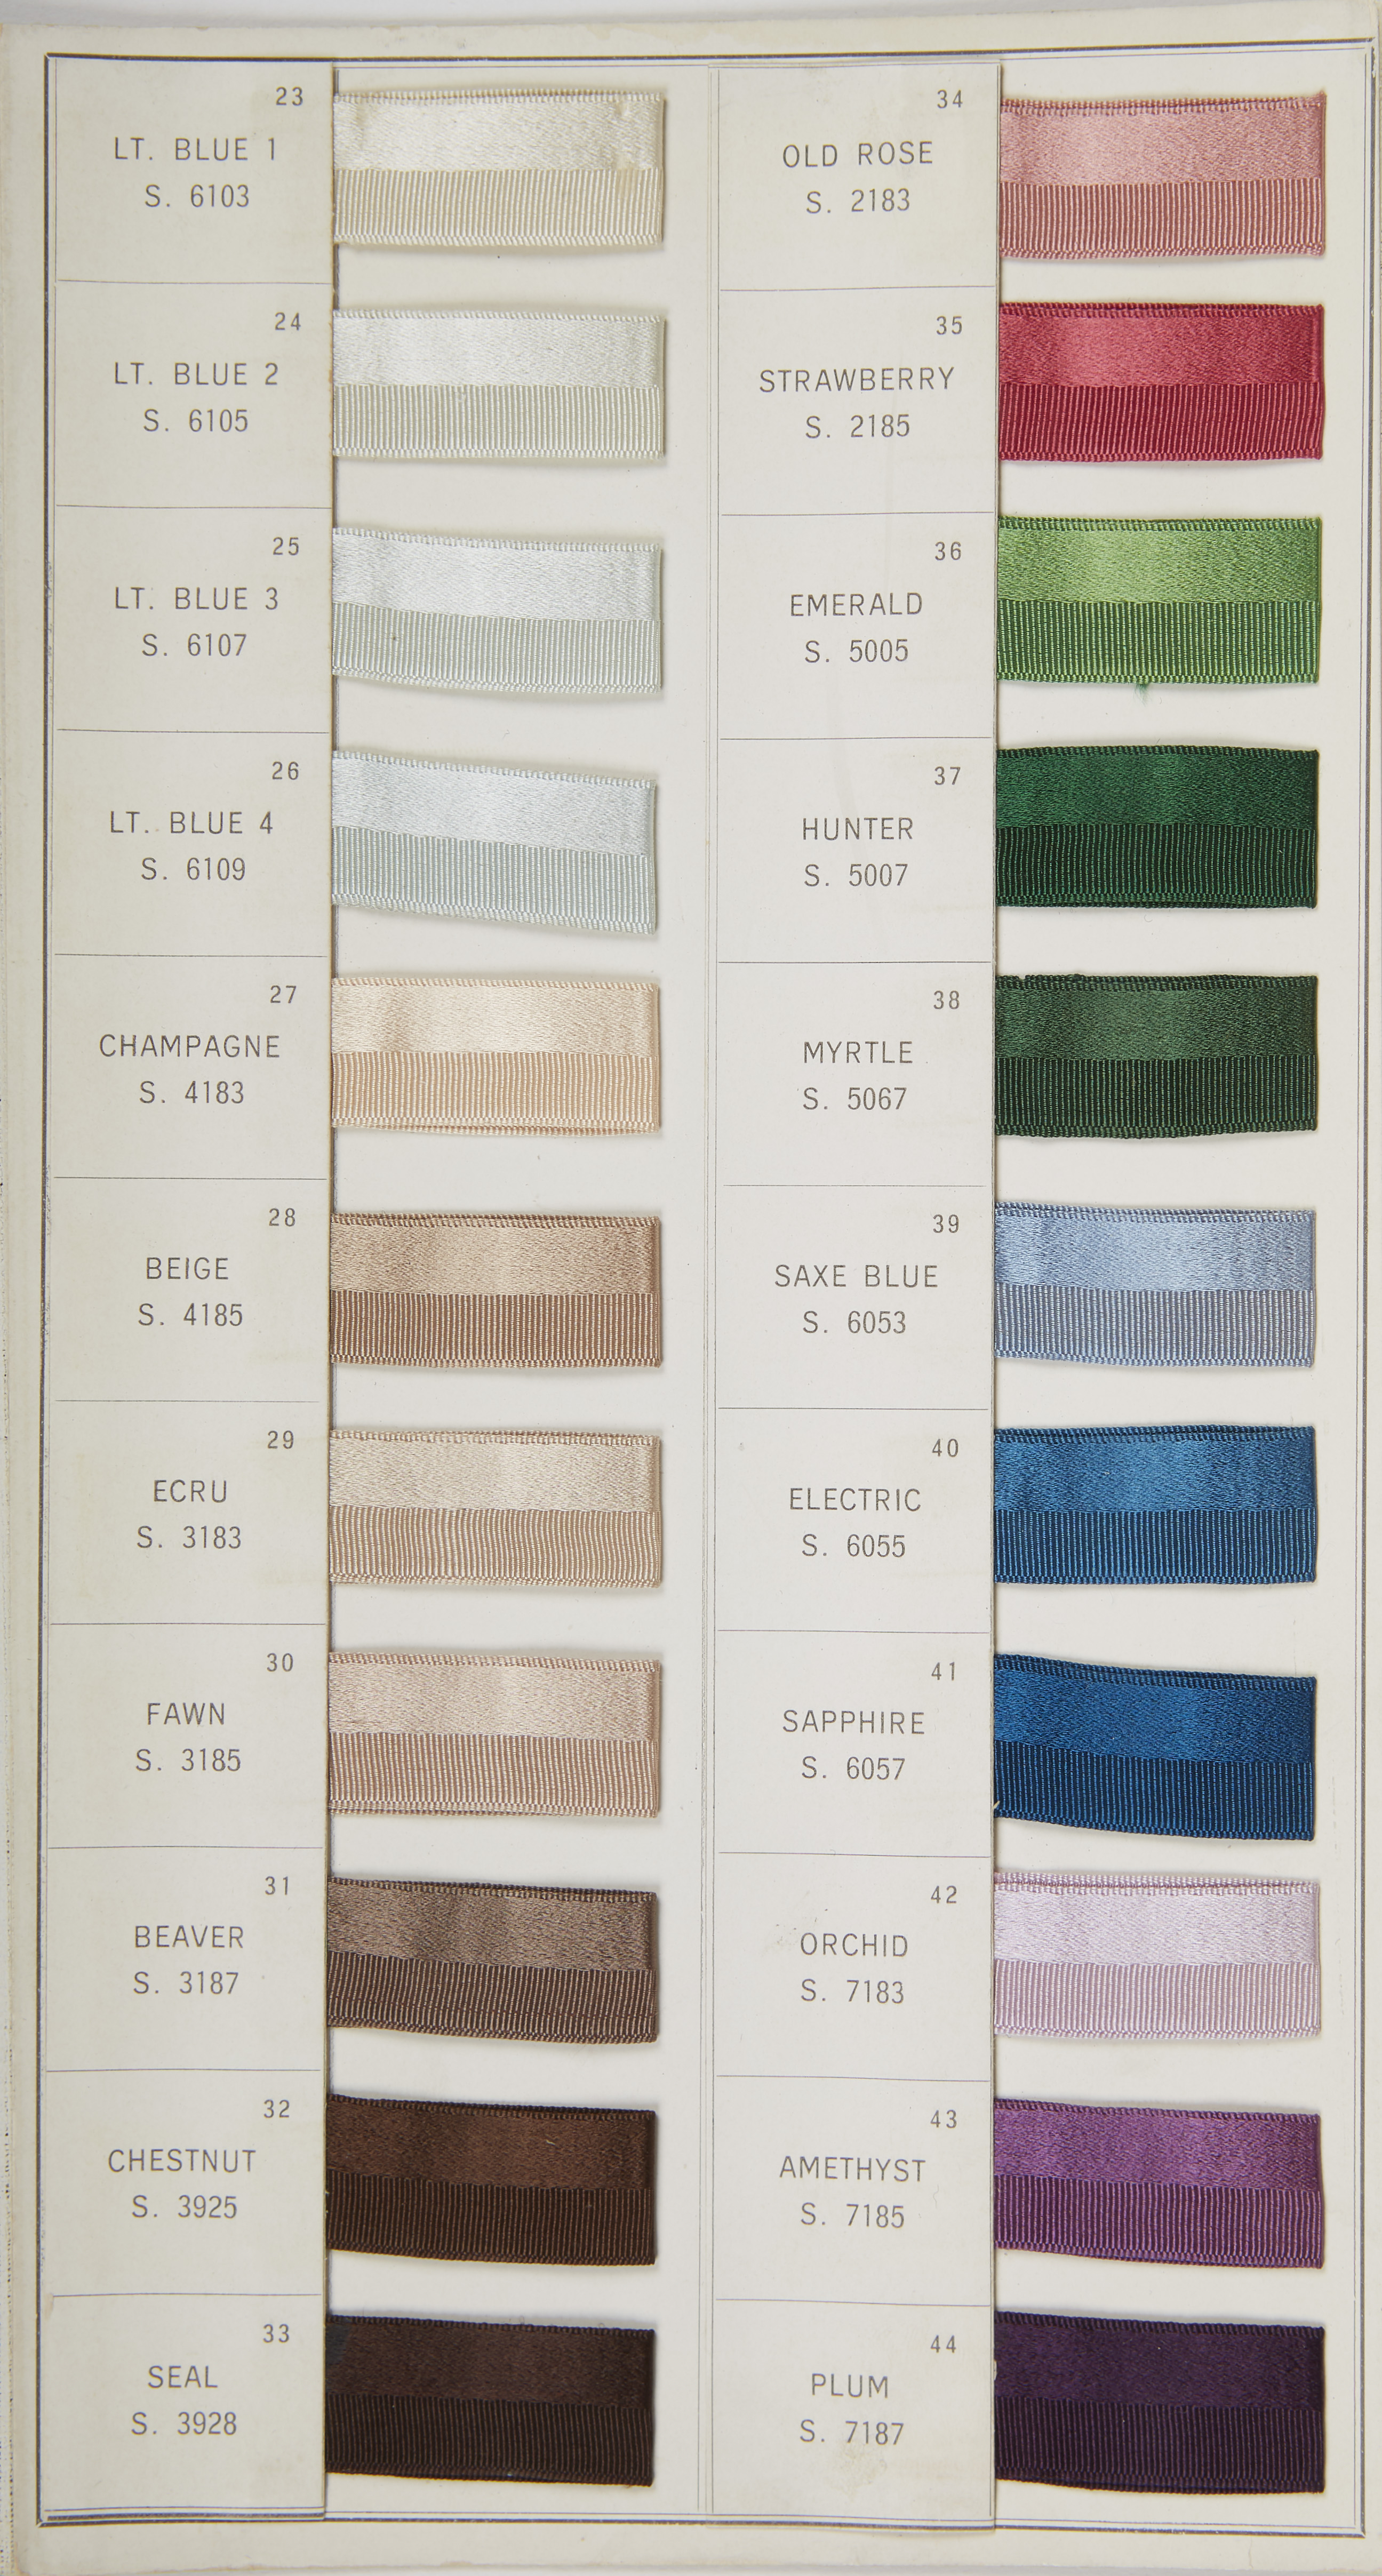 23
LT. BLUE 1
S. 6103
24
LT. BLUE 2
S. 6105
25
LT. BLUE 3
S. 6107
26
LT. BLUE 4
S. 6109
27
CHAMPAGNE
S. 4183
28
BEIGE
S. 4185
29
ECRU
S. 3183
30
FAWN
S. 3185
31
BEAVER
S. 3187
32
CHESTNUT
S. 3925
33
SEAL
S. 3928
34
OLD ROSE
S. 2183
35
STRAWBERRY
S. 2185
36
EMERALD
S. 5005
37
HUNTER
S. 5007
38
MYRTLE
S. 5067
39
SAXE BLUE
S. 6053
40
ELECTRIC
S. 6055
41
SAPPHIRE
S. 6057
42
ORCHID
S. 7183
43
AMETHYST
S. 7185
44
PLUM
S. 7187